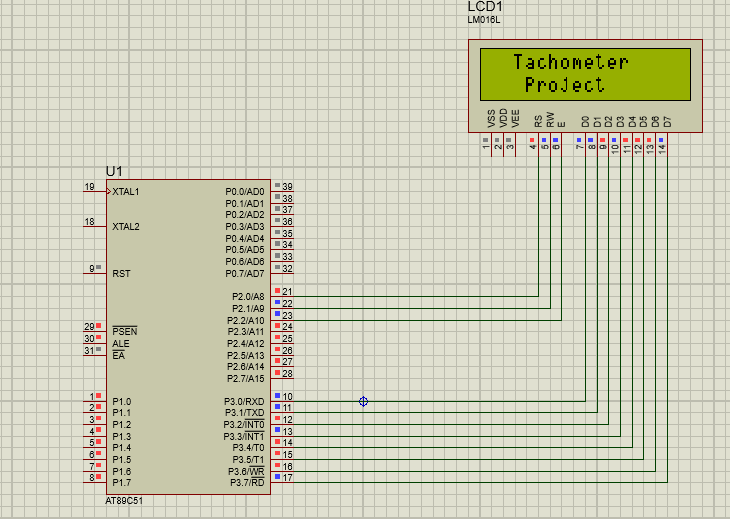 LCD1
LM016L
Tachometer
Project
VSS VDD VEE RS RW E D0 D1 D2 D3 D4 D5 D6 D7
1 2 3 4 5 6 7 8 9 10 11 12 13 14
U1
19 XTAL1 P0.0/AD0 39
P0.1/AD1 38
P0.2/AD2 37
18 XTAL2 P0.3/AD3 36
P0.4/AD4 35
P0.5/AD5 34
P0.6/AD6 33
9 RST P0.7/AD7 32
P2.0/A8 21
P2.1/A9 22
P2.2/A10 23
29 PSEN P2.3/A11 24
30 ALE P2.4/A12 25
31 EA P2.5/A13 26
P2.6/A14 27
P2.7/A15 28
1 P1.0 P3.0/RXD 10
2 P1.1 P3.1/TXD 11
3 P1.2 P3.2/INT0 12
4 P1.3 P3.3/INT1 13
5 P1.4 P3.4/T0 14
6 P1.5 P3.5/T1 15
7 P1.6 P3.6/WR 16
8 P1.7 P3.7/RD 17
AT89C51